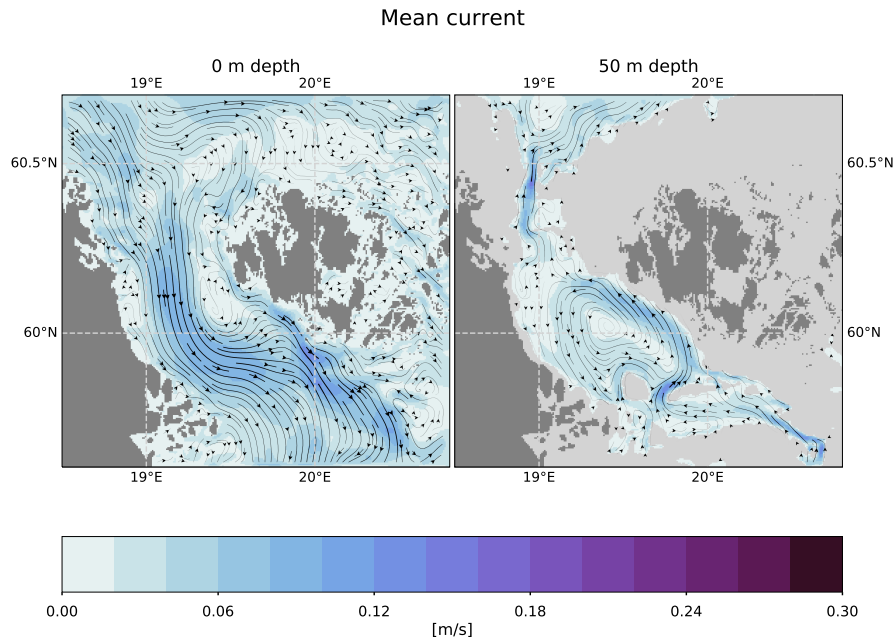 Mean current
0 m depth
50 m depth
19°E 20°E 19°E 20°E
60.5°N 60.5°N
60°N 60°N
19°E 20°E 19°E 20°E
0.00 0.06 0.12 0.18 0.24 0.30
[m/s]